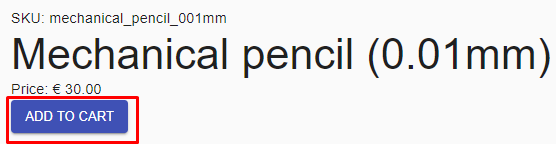 SKU: mechanical_pencil_001mm
Mechanical pencil (0.01mm)
Price: € 30.00
ADD TO CART